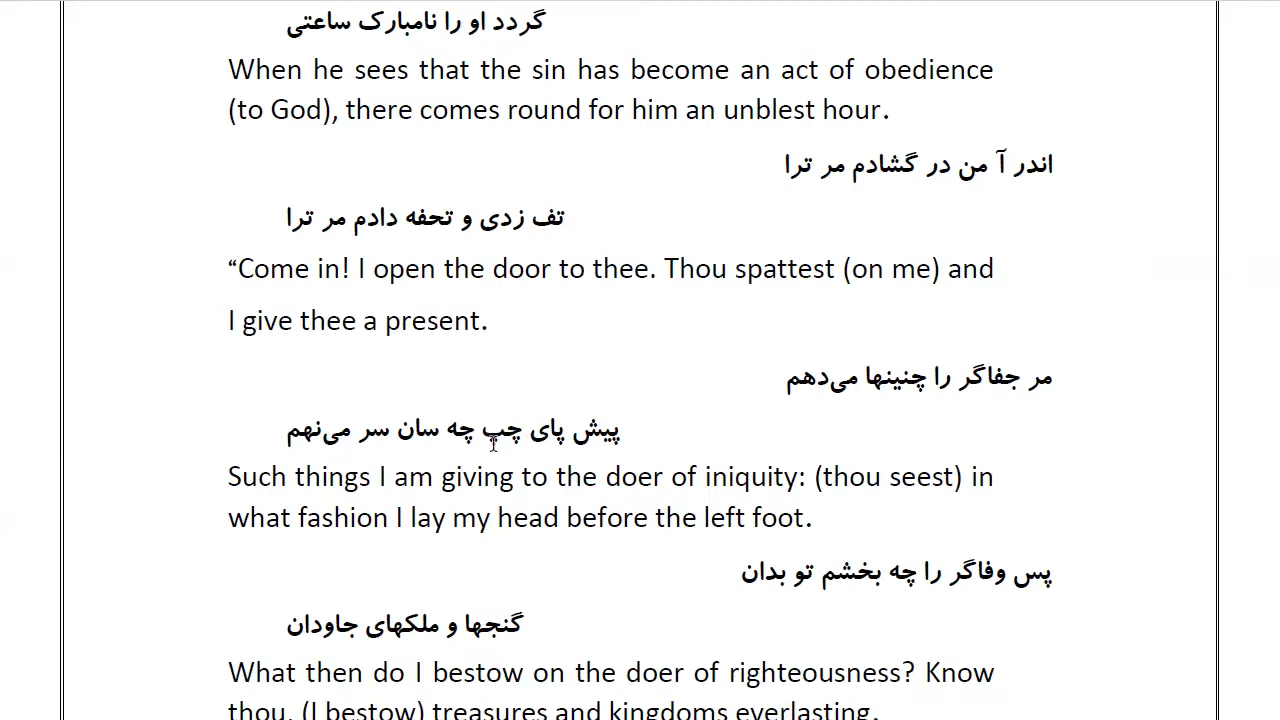 گردد او را نامبارک ساعتی
When he sees that the sin has become an act of obedience
(to God), there comes round for him an unblest hour.
اندر آ من در گشادم مر ترا
تف زدی و تحفه دادم مر ترا
“Come in! I open the door to thee. Thou spattest (on me) and
I give thee a present.
مر جفاگر را چنینها می‌دهم
پیش پای چپ چه سان سر می‌نهم
Such things I am giving to the doer of iniquity: (thou seest) in
what fashion I lay my head before the left foot.
پس وفاگر را چه بخشم تو بدان
گنجها و ملکهای جاودان
What then do I bestow on the doer of righteousness? Know
thou, (I bestow) treasures and kingdoms everlasting.